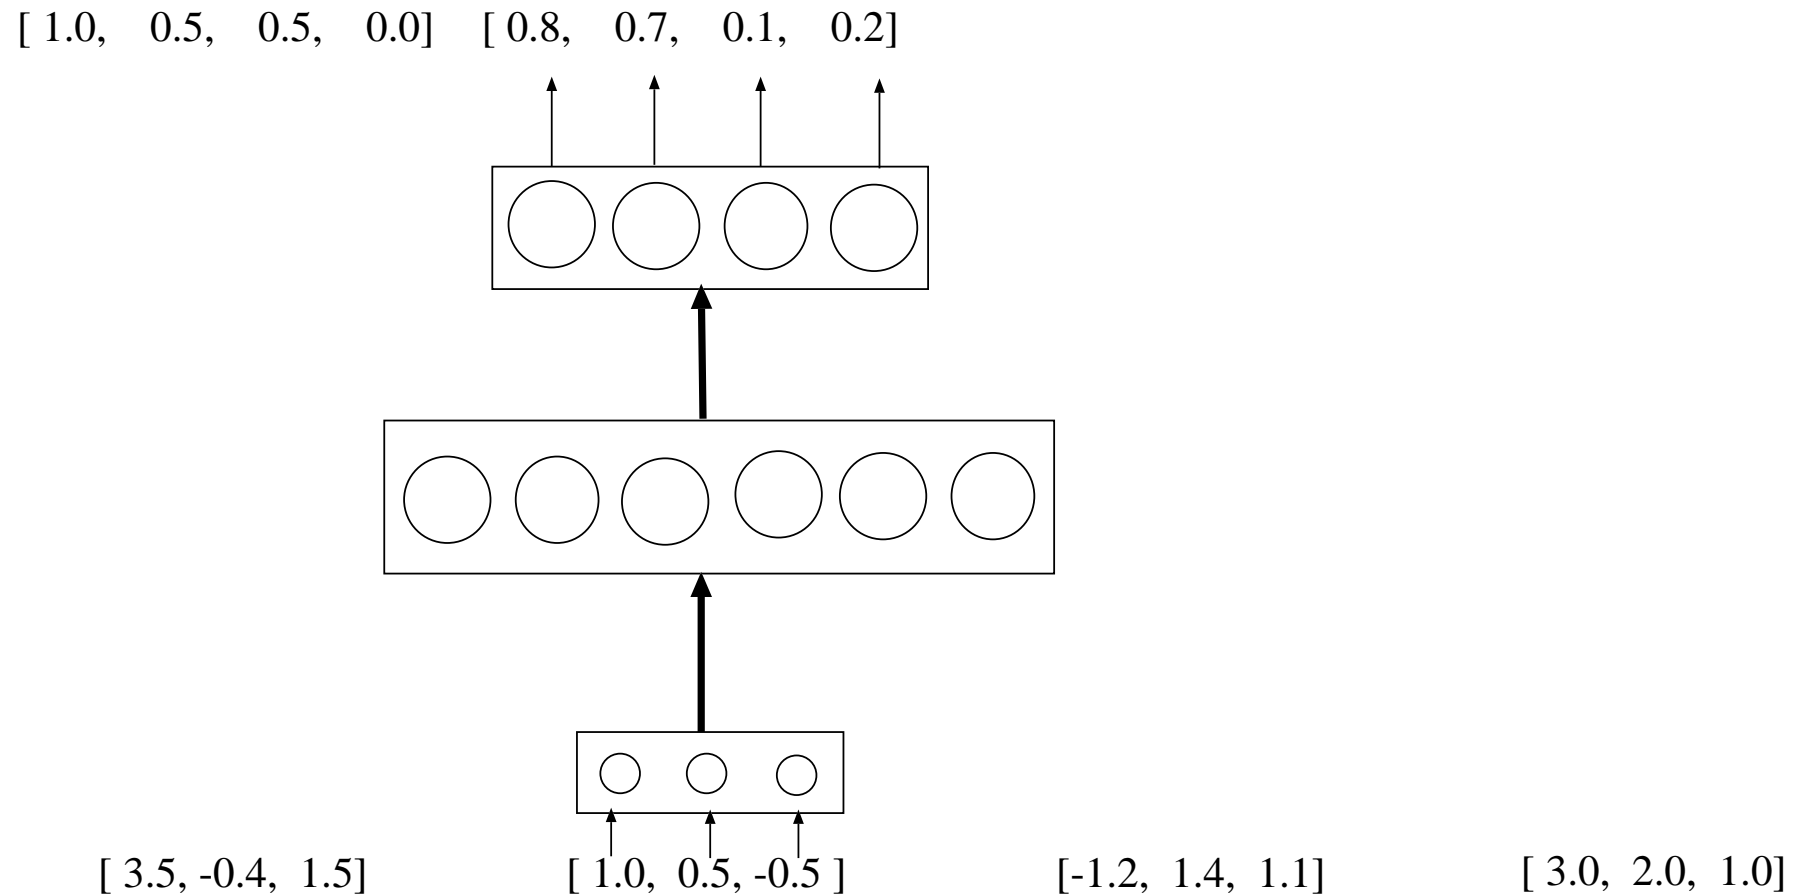 [ 1.0, 0.5, 0.5, 0.0] [ 0.8, 0.7, 0.1, 0.2]
[ 3.5, -0.4, 1.5] [ 1.0, 0.5, -0.5 ] [-1.2, 1.4, 1.1] [ 3.0, 2.0, 1.0]